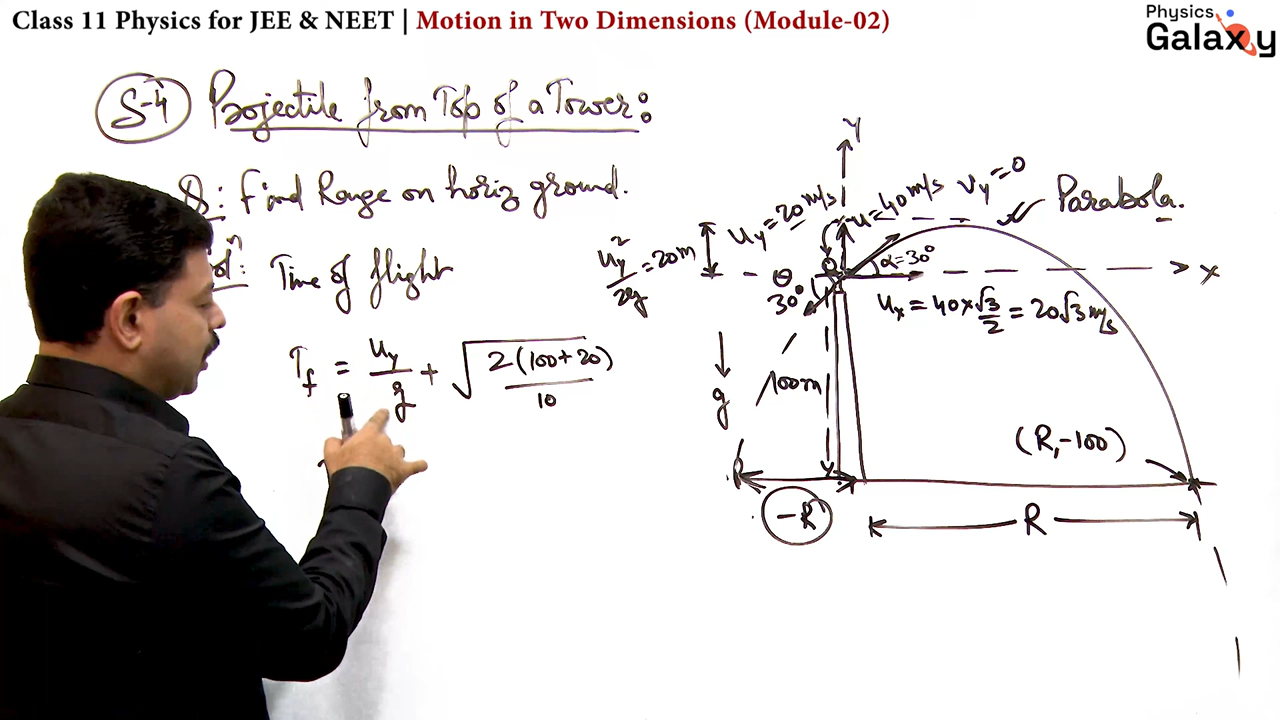 Class 11 Physics for JEE & NEET | Motion in Two Dimensions (Module-02)
Physics
Galaxy
S-4 Projectile from Top of a Tower:
Q: Find Range on horiz ground.
olⁿ: Time of flight
T_f = u_y/g + √(2(100+20)/10)
u_y²/2g = 20m
y
u_y = 20 m/s
u = 40 m/s
v_y = 0
Parabola.
α = 30°
x
θ
30°
u_x = 40 × √3/2 = 20√3 m/s
g
100m
(R, -100)
-R
R